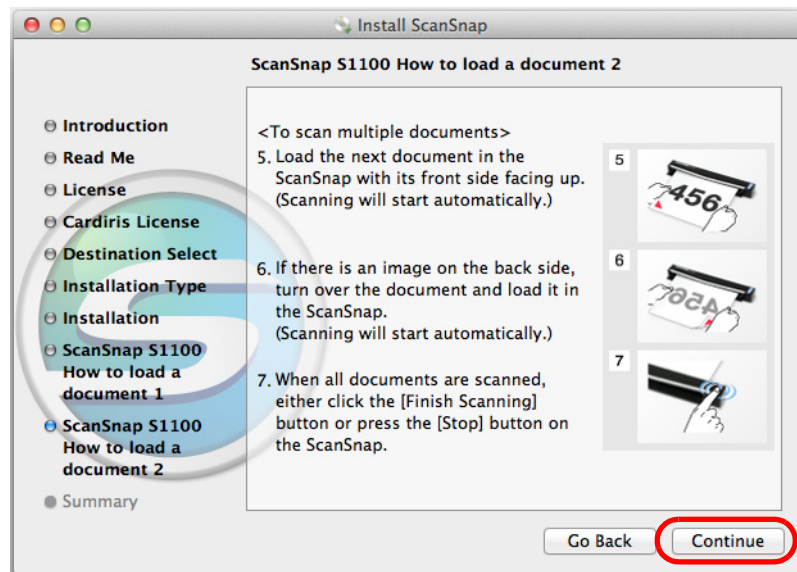 Install ScanSnap
ScanSnap S1100 How to load a document 2
Introduction
Read Me
License
Cardiris License
Destination Select
Installation Type
Installation
ScanSnap S1100
How to load a
document 1
ScanSnap S1100
How to load a
document 2
Summary
<To scan multiple documents>
5. Load the next document in the
ScanSnap with its front side facing up.
(Scanning will start automatically.)
6. If there is an image on the back side,
turn over the document and load it in
the ScanSnap.
(Scanning will start automatically.)
7. When all documents are scanned,
either click the [Finish Scanning]
button or press the [Stop] button on
the ScanSnap.
5
456
6
456
7
Go Back
Continue